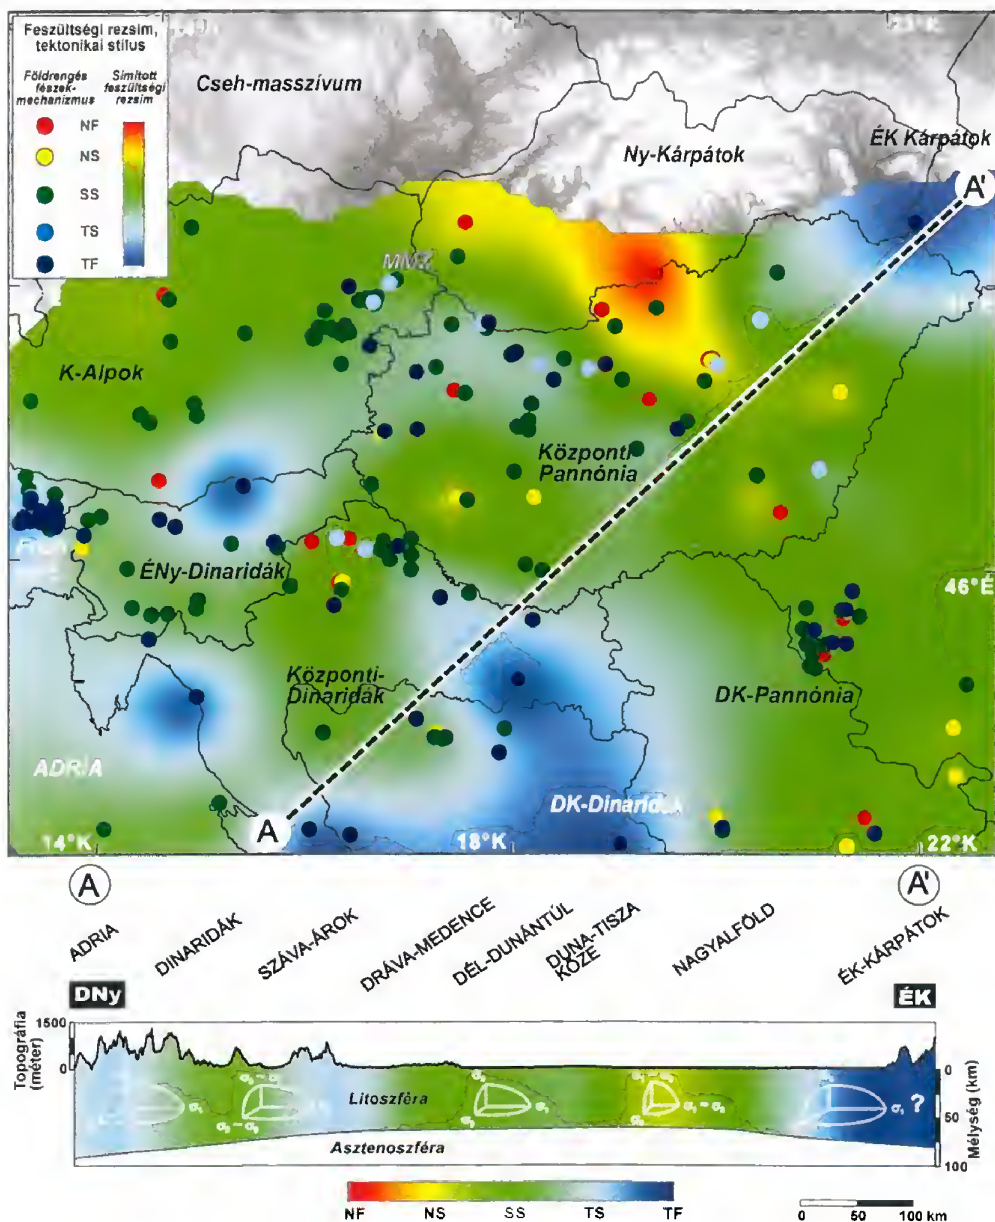 Feszültségi rezsim,
tektonikai stílus
Földrengés
fészek-
mechanizmus
Simított
feszültségi
rezsim
NF
NS
SS
TS
TF
Cseh-masszívum
Ny-Kárpátok
ÉK Kárpátok
A'
MMZ
K-Alpok
Központi
Pannónia
ÉNy-Dinaridák
46°É
Központi-
Dinaridák
DK-Pannónia
ADRIA
DK-Dinaridák
A
14°K
18°K
22°K
A
A'
ADRIA
DINARIDÁK
SZÁVA-ÁROK
DRÁVA-MEDENCE
DÉL-DUNÁNTÚL
DUNA-TISZA
KÖZE
NAGYALFÖLD
ÉK-KÁRPÁTOK
DNy
ÉK
Topográfia
(méter)
1500
0
Litoszféra
Asztenoszféra
σ₁
σ₁
σ₁ ?
0
50
100
Mélység (km)
NF
NS
SS
TS
TF
0
50
100 km